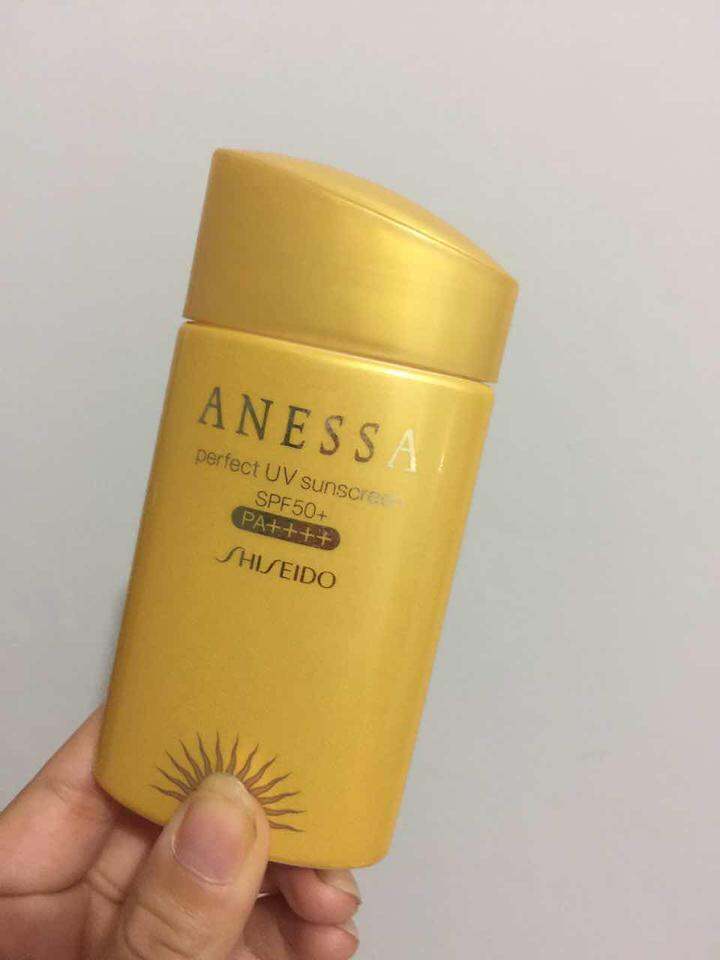 ANESSA
perfect UV sunscreen
SPF50+
PA++++
SHISEIDO